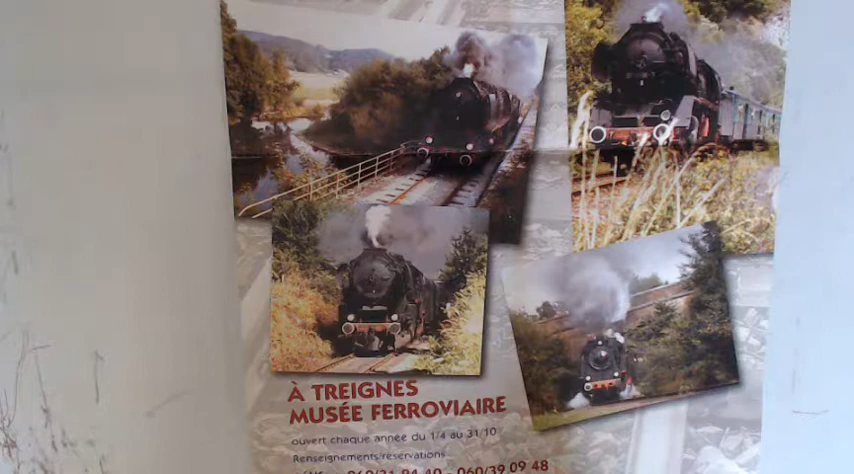 À TREIGNES
MUSÉE FERROVIAIRE
ouvert chaque année du 1/4 au 31/10
Renseignements/réservations
060/39 09 48